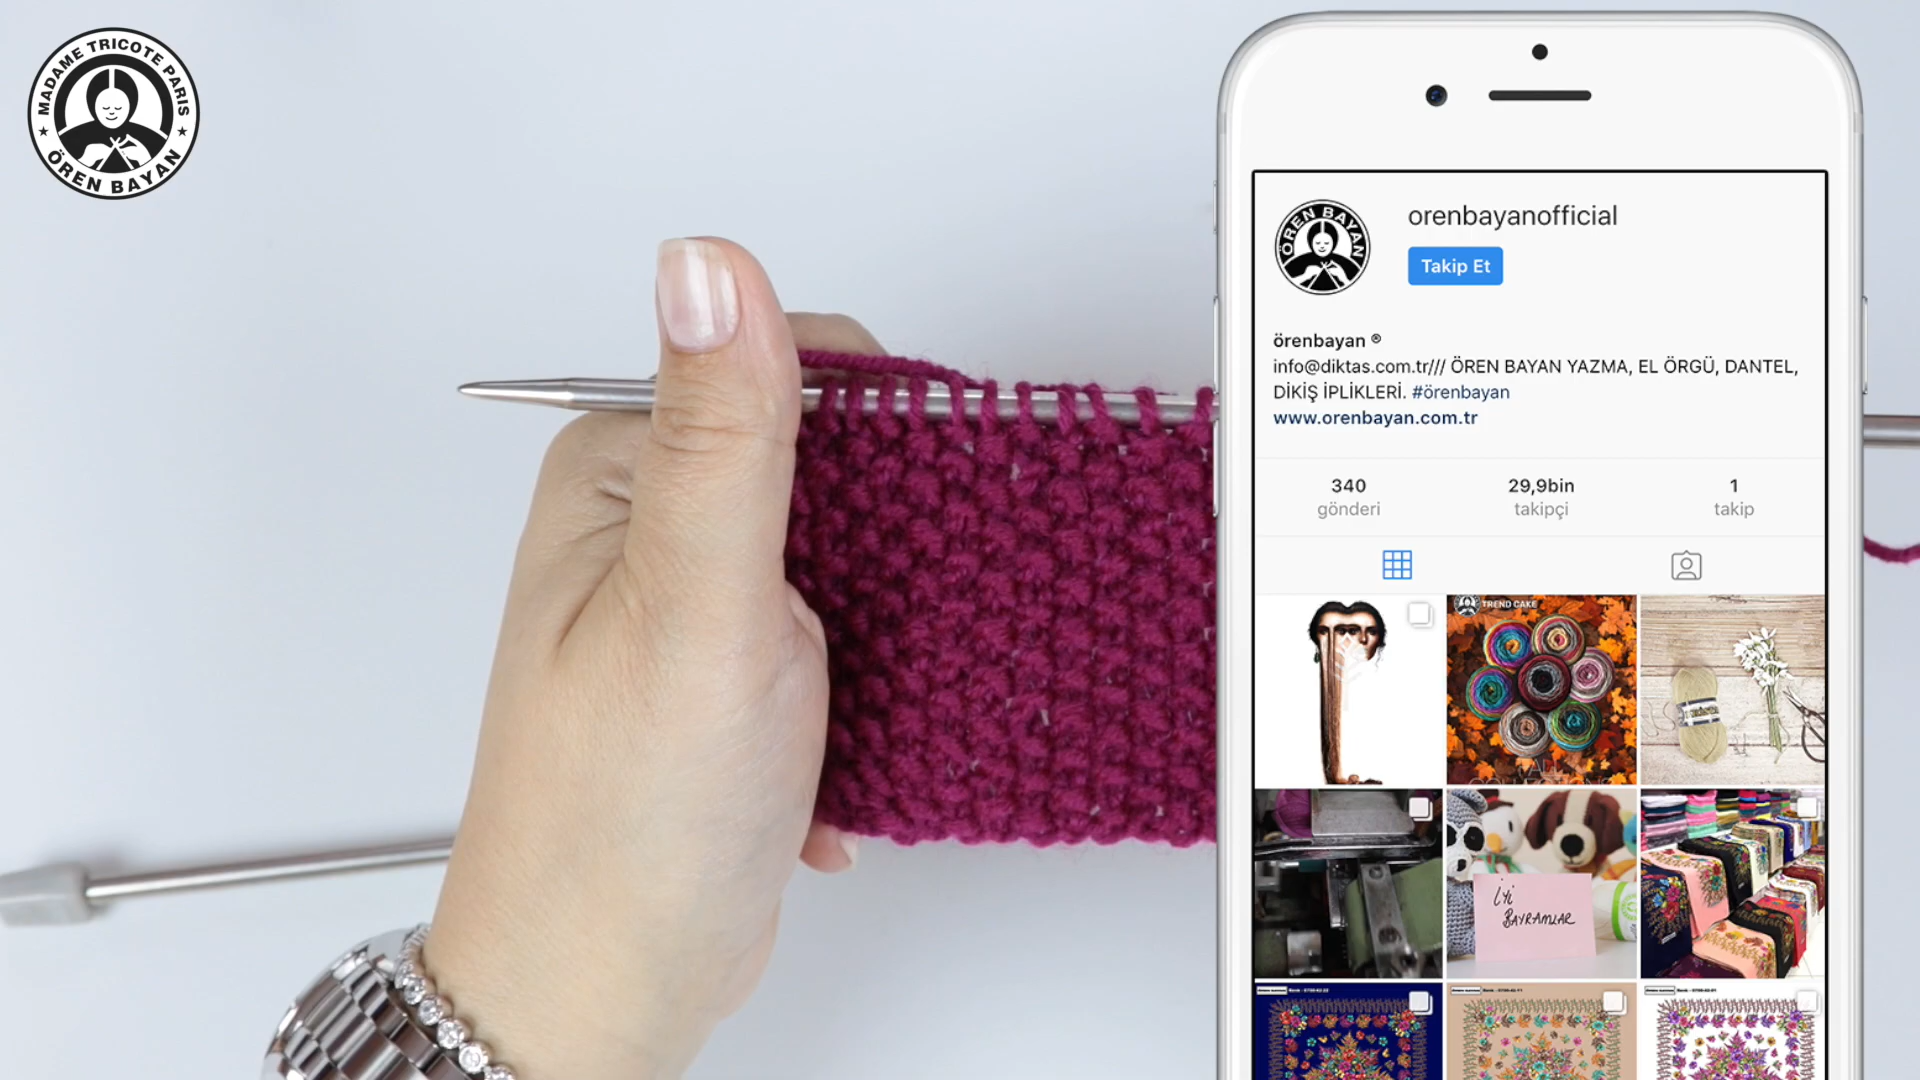 MADAME TRICOTE PARIS
ÖREN BAYAN
ÖREN BAYAN
orenbayanofficial
Takip Et
örenbayan ®
info@diktas.com.tr/// ÖREN BAYAN YAZMA, EL ÖRGÜ, DANTEL,
DİKİŞ İPLİKLERİ. #örenbayan
www.orenbayan.com.tr
340
gönderi
29,9bin
takipçi
1
takip
TREND CAKE
İYİ
BAYRAMLAR